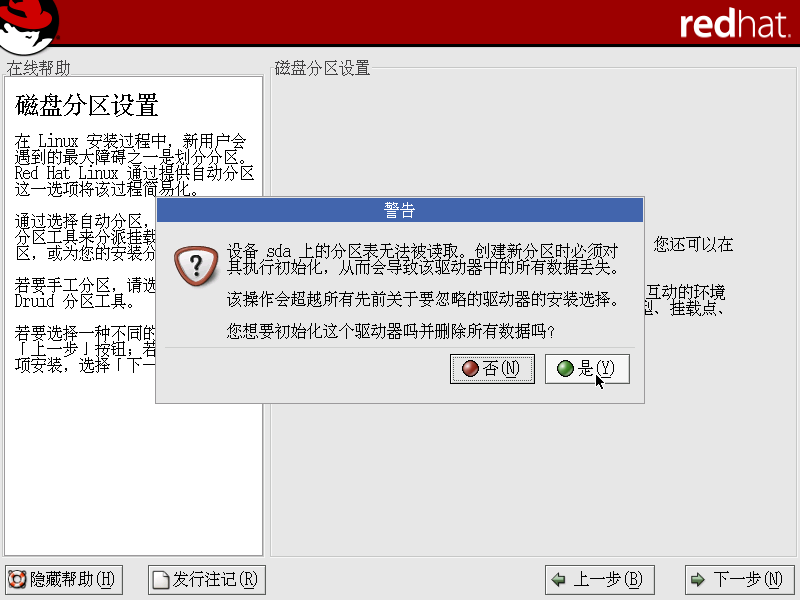 redhat.
在线帮助
磁盘分区设置
在 Linux 安装过程中，新用户会
遇到的最大障碍之一是划分分区。
Red Hat Linux 通过提供自动分区
这一选项将该过程简易化。
通过选择自动分区，
分区工具来分派挂载
区，或为您的安装分
若要手工分区，请选
Druid 分区工具。
若要选择一种不同的
「上一步」按钮；若
项安装，选择「下一
磁盘分区设置
您还可以在
互动的环境
、挂载点、
警告
设备 sda 上的分区表无法被读取。创建新分区时必须对
其执行初始化，从而会导致该驱动器中的所有数据丢失。
该操作会超越所有先前关于要忽略的驱动器的安装选择。
您想要初始化这个驱动器吗并删除所有数据吗?
否(N)
是(Y)
隐藏帮助(H)
发行注记(R)
上一步(B)
下一步(N)